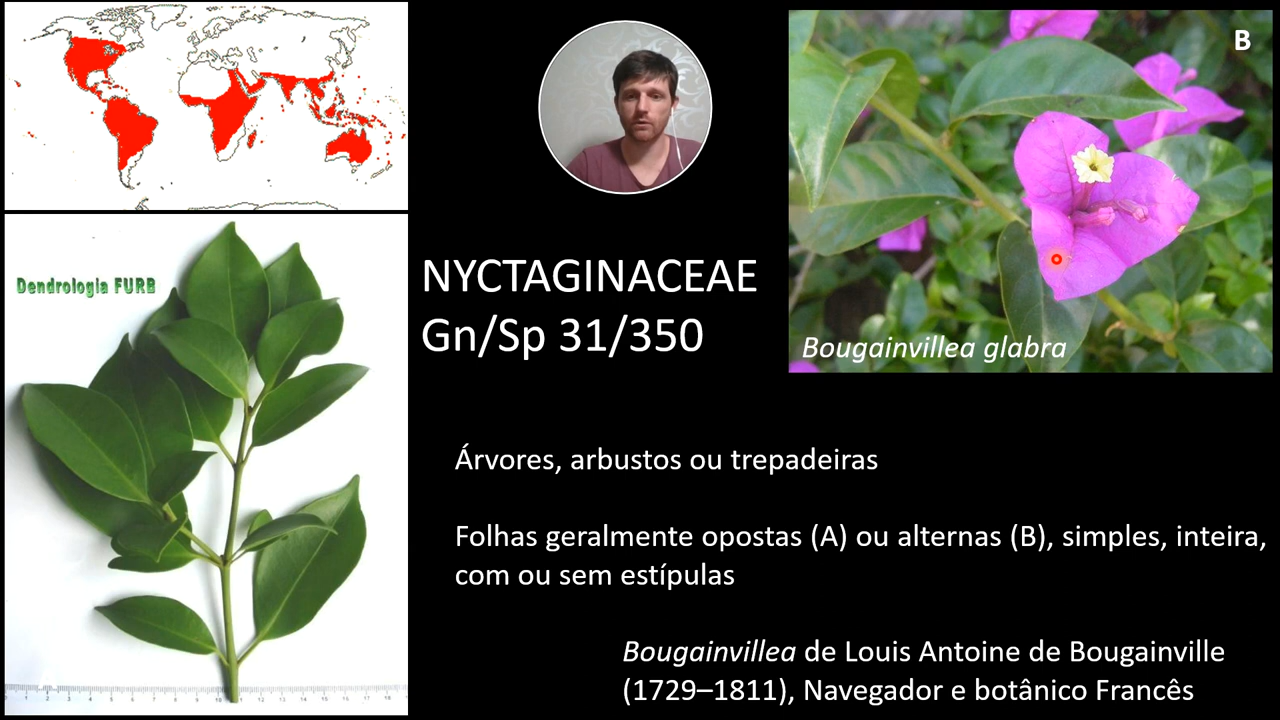 B
Dendrologia FURB
NYCTAGINACEAE
Gn/Sp 31/350
Bougainvillea glabra
Árvores, arbustos ou trepadeiras
Folhas geralmente opostas (A) ou alternas (B), simples, inteira,
com ou sem estípulas
Bougainvillea de Louis Antoine de Bougainville
(1729–1811), Navegador e botânico Francês